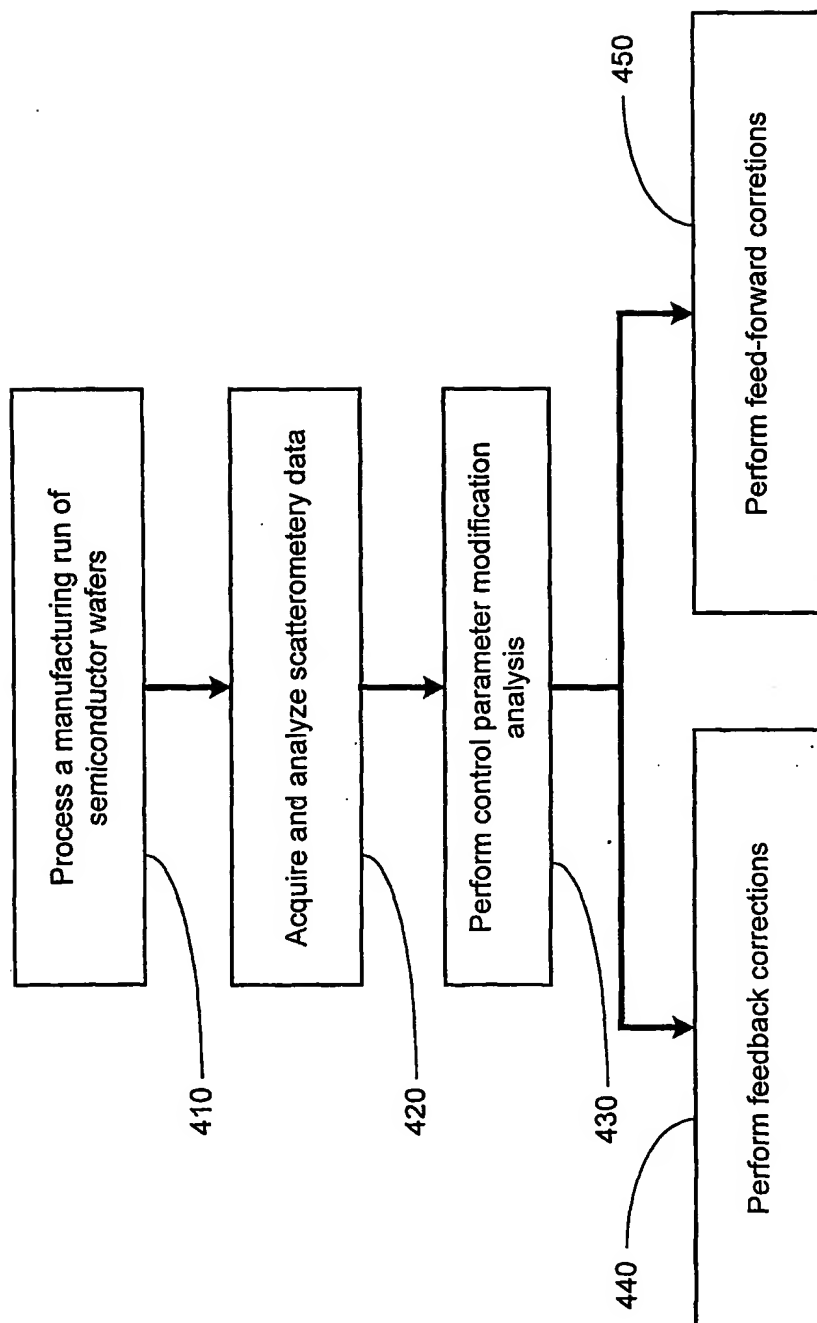 Process a manufacturing run of
semiconductor wafers
410
Acquire and analyze scatterometery data
420
Perform control parameter modification
analysis
430
Perform feedback corrections
440
Perform feed-forward corretions
450